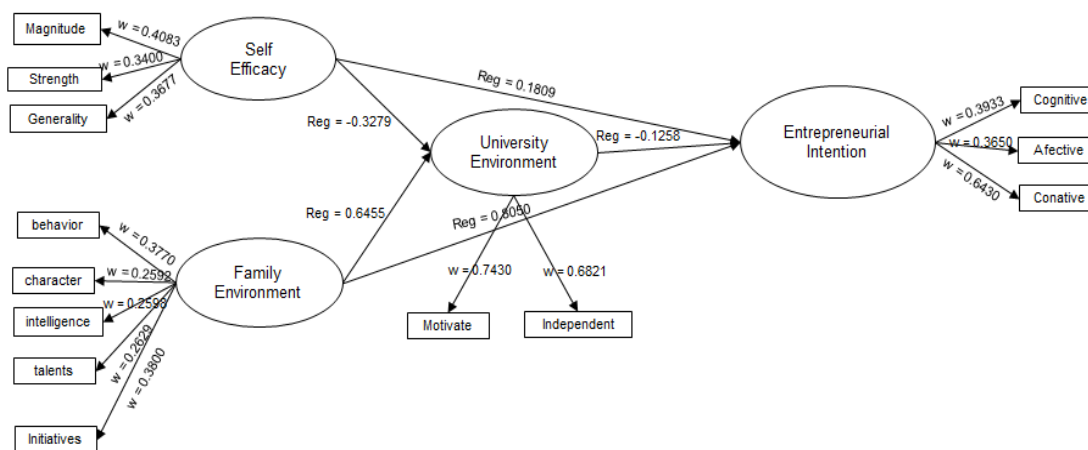 Magnitude
w = 0.4083
Self
Efficacy
w = 0.3400
Strength
w = 0.3677
Generality
Reg = 0.1809
Reg = -0.3279
University
Environment
Reg = -0.1258
Entrepreneurial
Intention
w = 0.3933
Cognitive
w = 0.3650
Afective
w = 0.6430
Conative
Reg = 0.6455
Reg = 0.8050
behavior
w = 0.3770
character
w = 0.2592
Family
Environment
intelligence
w = 0.2598
talents
w = 0.2629
Initiatives
w = 0.3800
w = 0.7430
w = 0.6821
Motivate
Independent